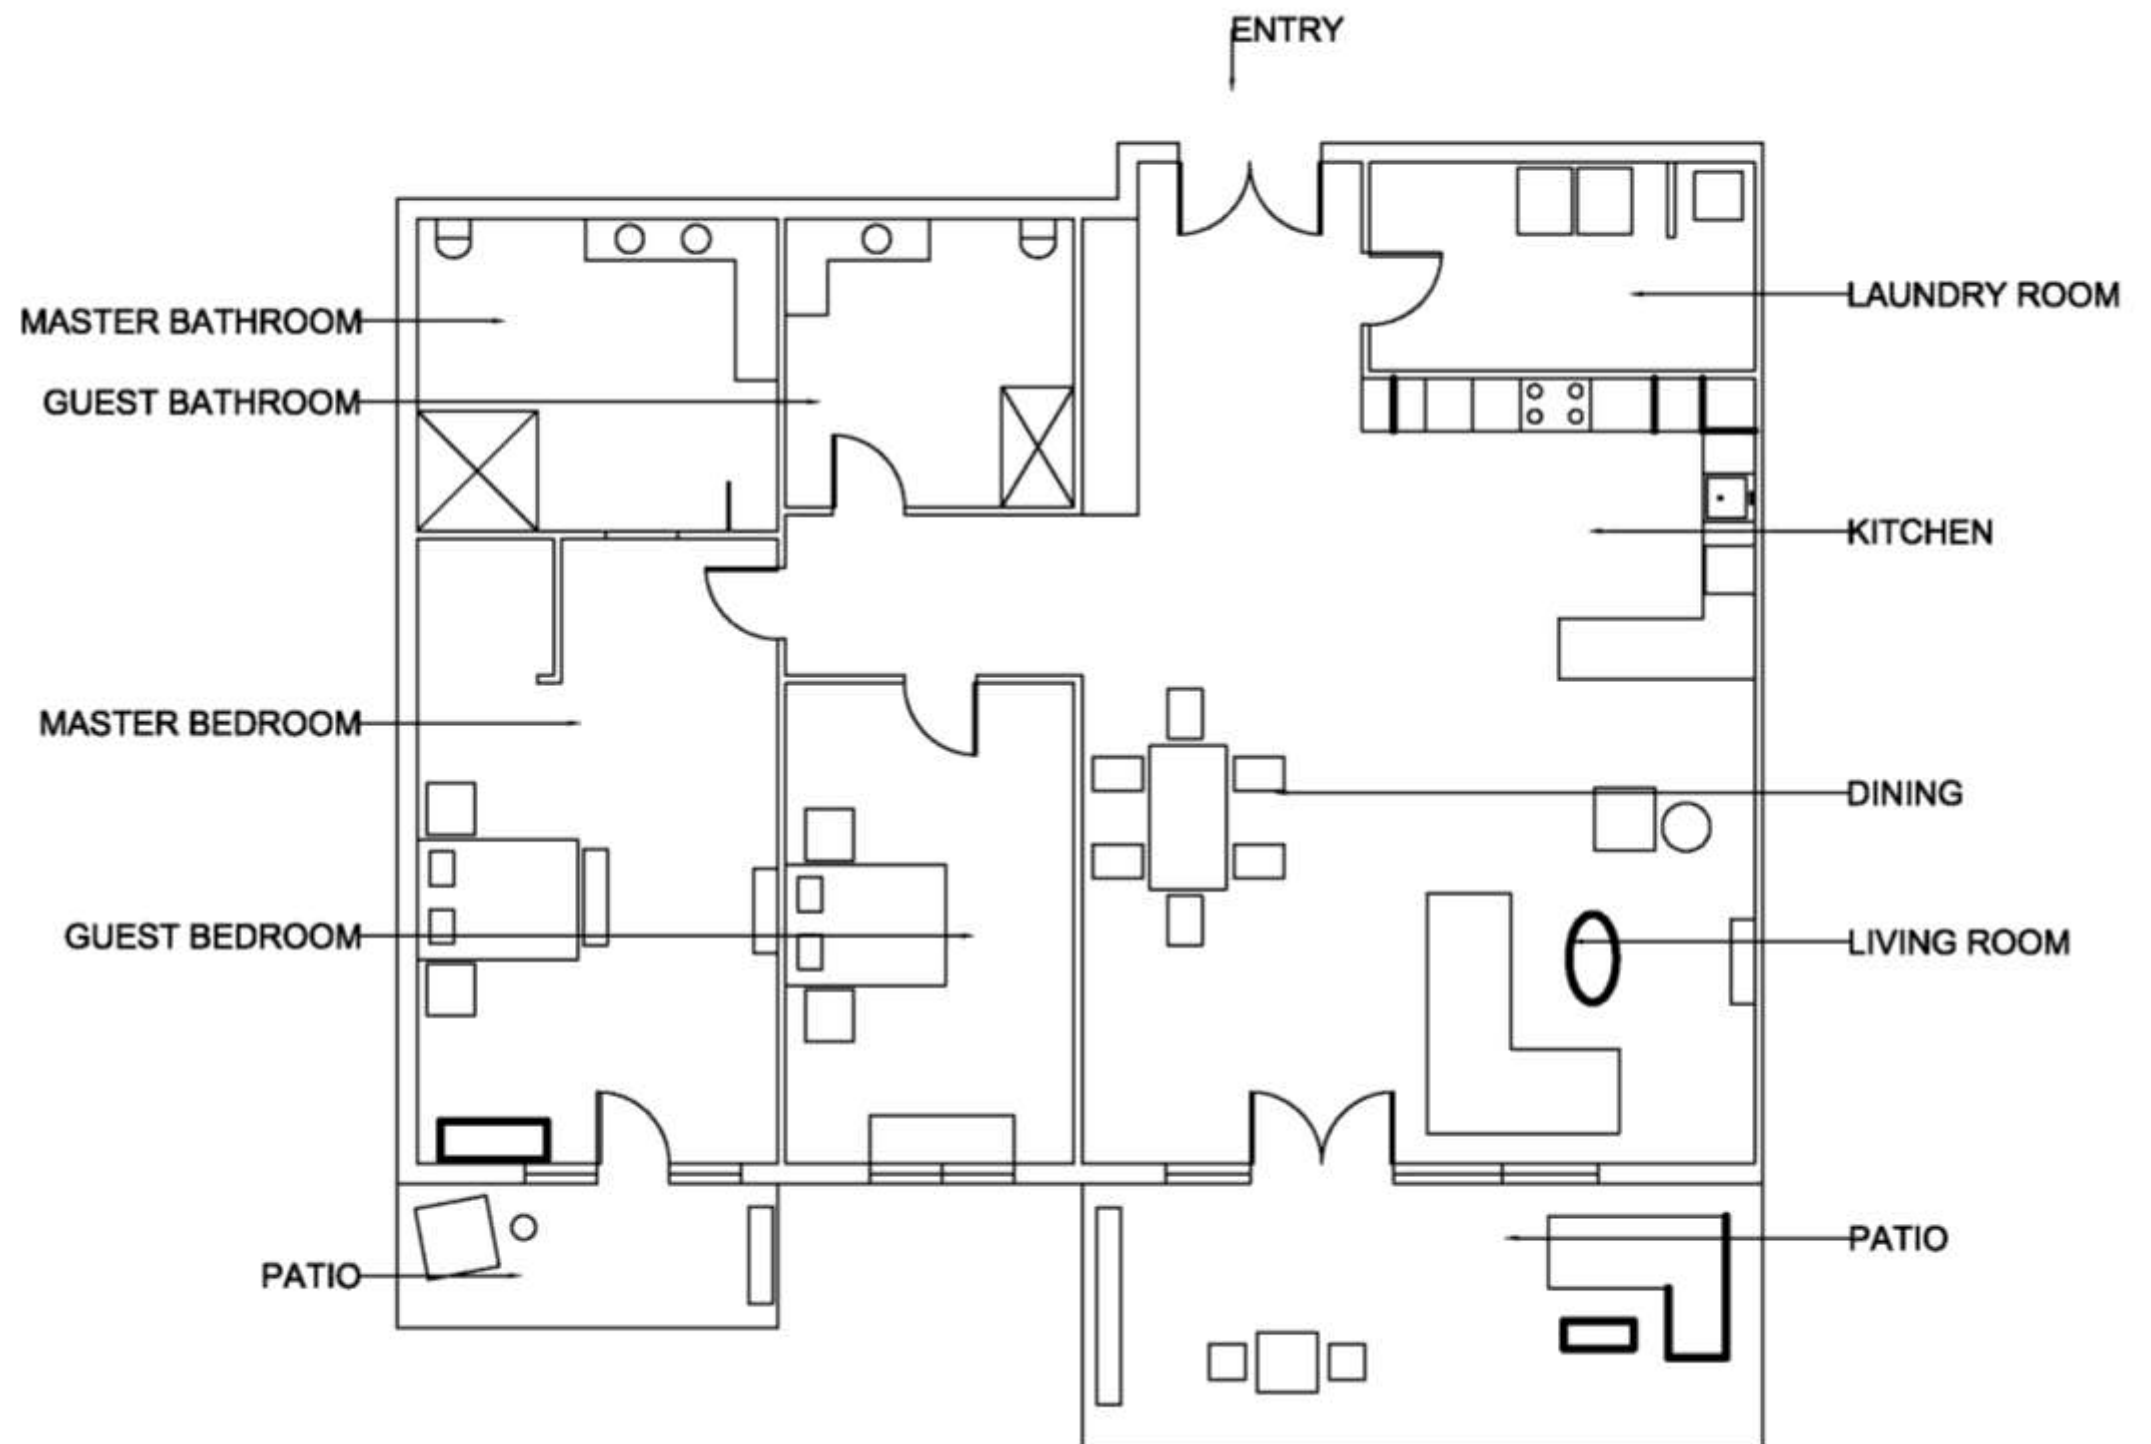 ENTRY
LAUNDRY ROOM
MASTER BATHROOM
GUEST BATHROOM
KITCHEN
MASTER BEDROOM
DINING
GUEST BEDROOM
LIVING ROOM
PATIO
PATIO